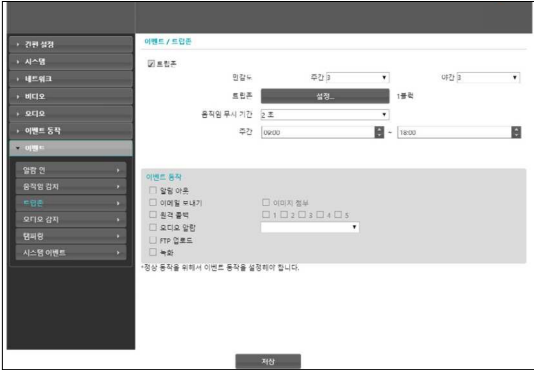 간편 설정
시스템
네트워크
비디오
오디오
이벤트 동작
이벤트
알람 인
움직임 감지
트립존
오디오 감지
탬퍼링
시스템 이벤트
이벤트 / 트립존
트립존
민감도 주간 3 야간 3
트립존 설정... 1블럭
움직임 무시 기간 2 초
주간 09:00 ~ 18:00
이벤트 동작
알람 아웃
이메일 보내기 이미지 첨부
원격 콜백 1 2 3 4 5
오디오 알람
FTP 업로드
녹화
*정상 동작을 위해서 이벤트 동작을 설정해야 합니다.
저장